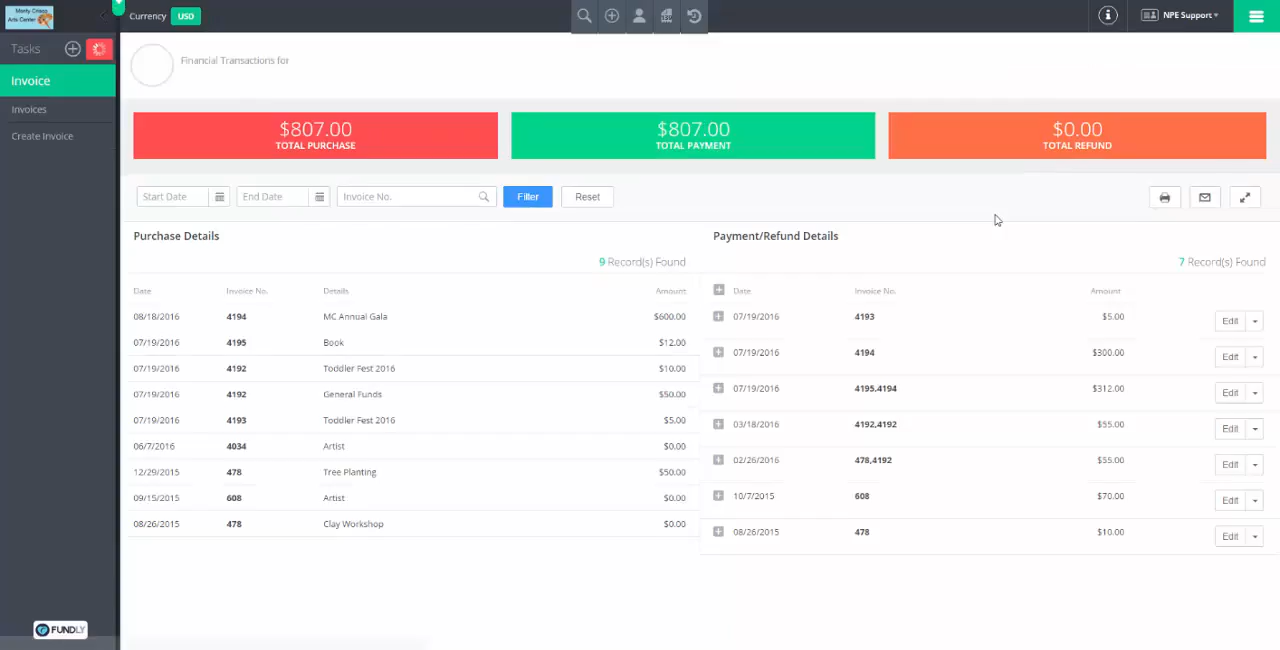 Marty Crisp
Arts Center
Currency USD
NPE Support
Tasks
Invoice
Invoices
Create Invoice
Financial Transactions for
$807.00
TOTAL PURCHASE
$807.00
TOTAL PAYMENT
$0.00
TOTAL REFUND
Start Date End Date Invoice No. Filter Reset
Purchase Details
9 Record(s) Found
Date Invoice No. Details Amount
08/18/2016 4194 MC Annual Gala $600.00
07/19/2016 4195 Book $12.00
07/19/2016 4192 Toddler Fest 2016 $10.00
07/19/2016 4192 General Funds $50.00
07/19/2016 4193 Toddler Fest 2016 $5.00
06/7/2016 4034 Artist $0.00
12/29/2015 478 Tree Planting $50.00
09/15/2015 608 Artist $0.00
08/26/2015 478 Clay Workshop $0.00
Payment/Refund Details
7 Record(s) Found
Date Invoice No. Amount
07/19/2016 4193 $5.00 Edit
07/19/2016 4194 $300.00 Edit
07/19/2016 4195,4194 $312.00 Edit
03/18/2016 4192,4192 $55.00 Edit
02/26/2016 478,4192 $55.00 Edit
10/7/2015 608 $70.00 Edit
08/26/2015 478 $10.00 Edit
FUNDLY